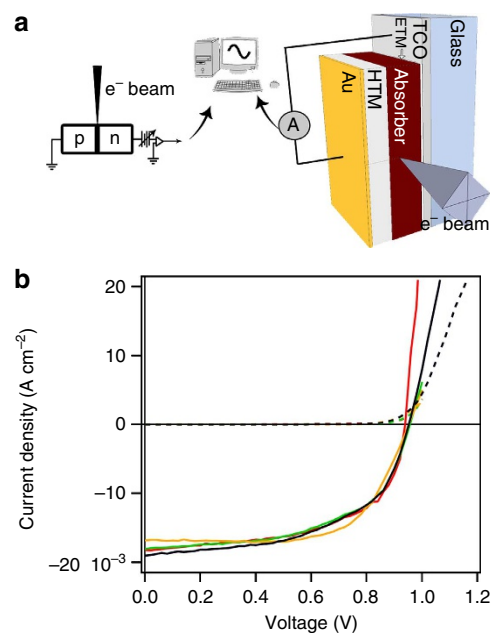 a
e⁻ beam
p n
A
Au
HTM
Absorber
ETM
TCO
Glass
e⁻ beam
b
20
10
0
−10
−20 10⁻³
0.0 0.2 0.4 0.6 0.8 1.0 1.2
Current density (A cm⁻²)
Voltage (V)